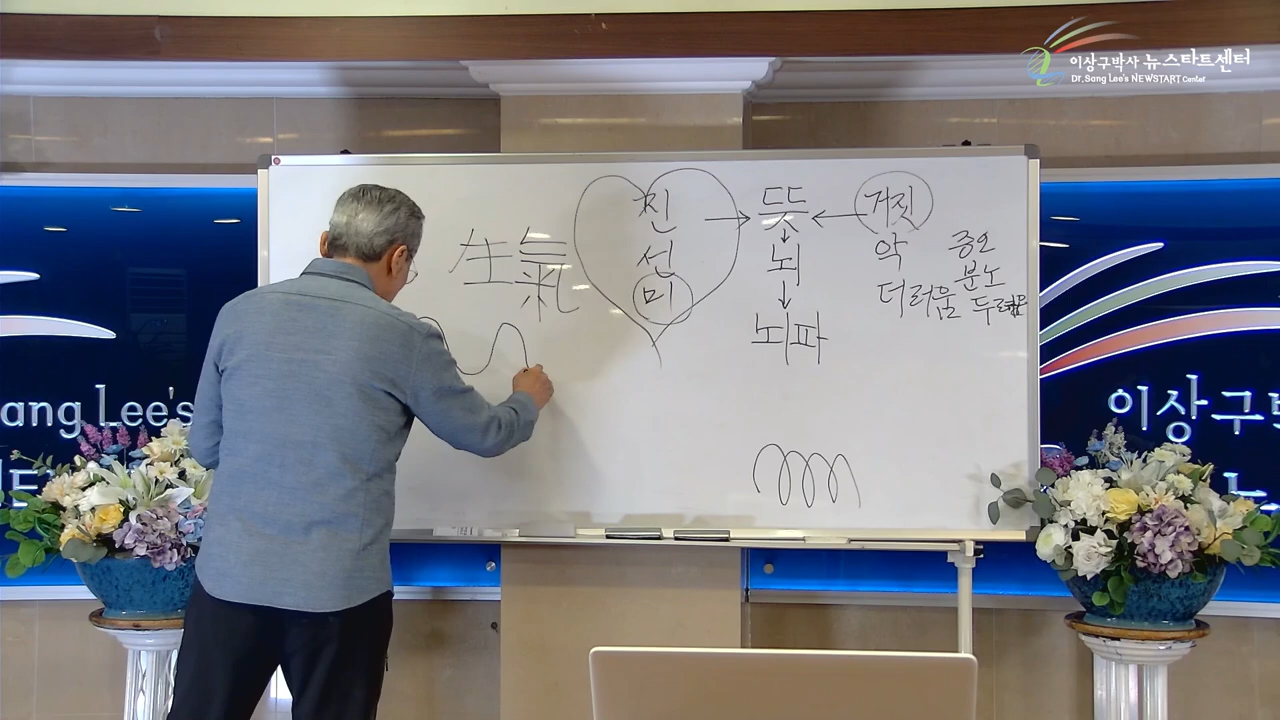 이상구박사 뉴스타트센터
Dr. Sang Lee's NEWSTART Center
生氣
진
선
미
뜻
뇌
뇌파
거짓
악
더러움
증오
분노
두려움
ang Lee's
이상구